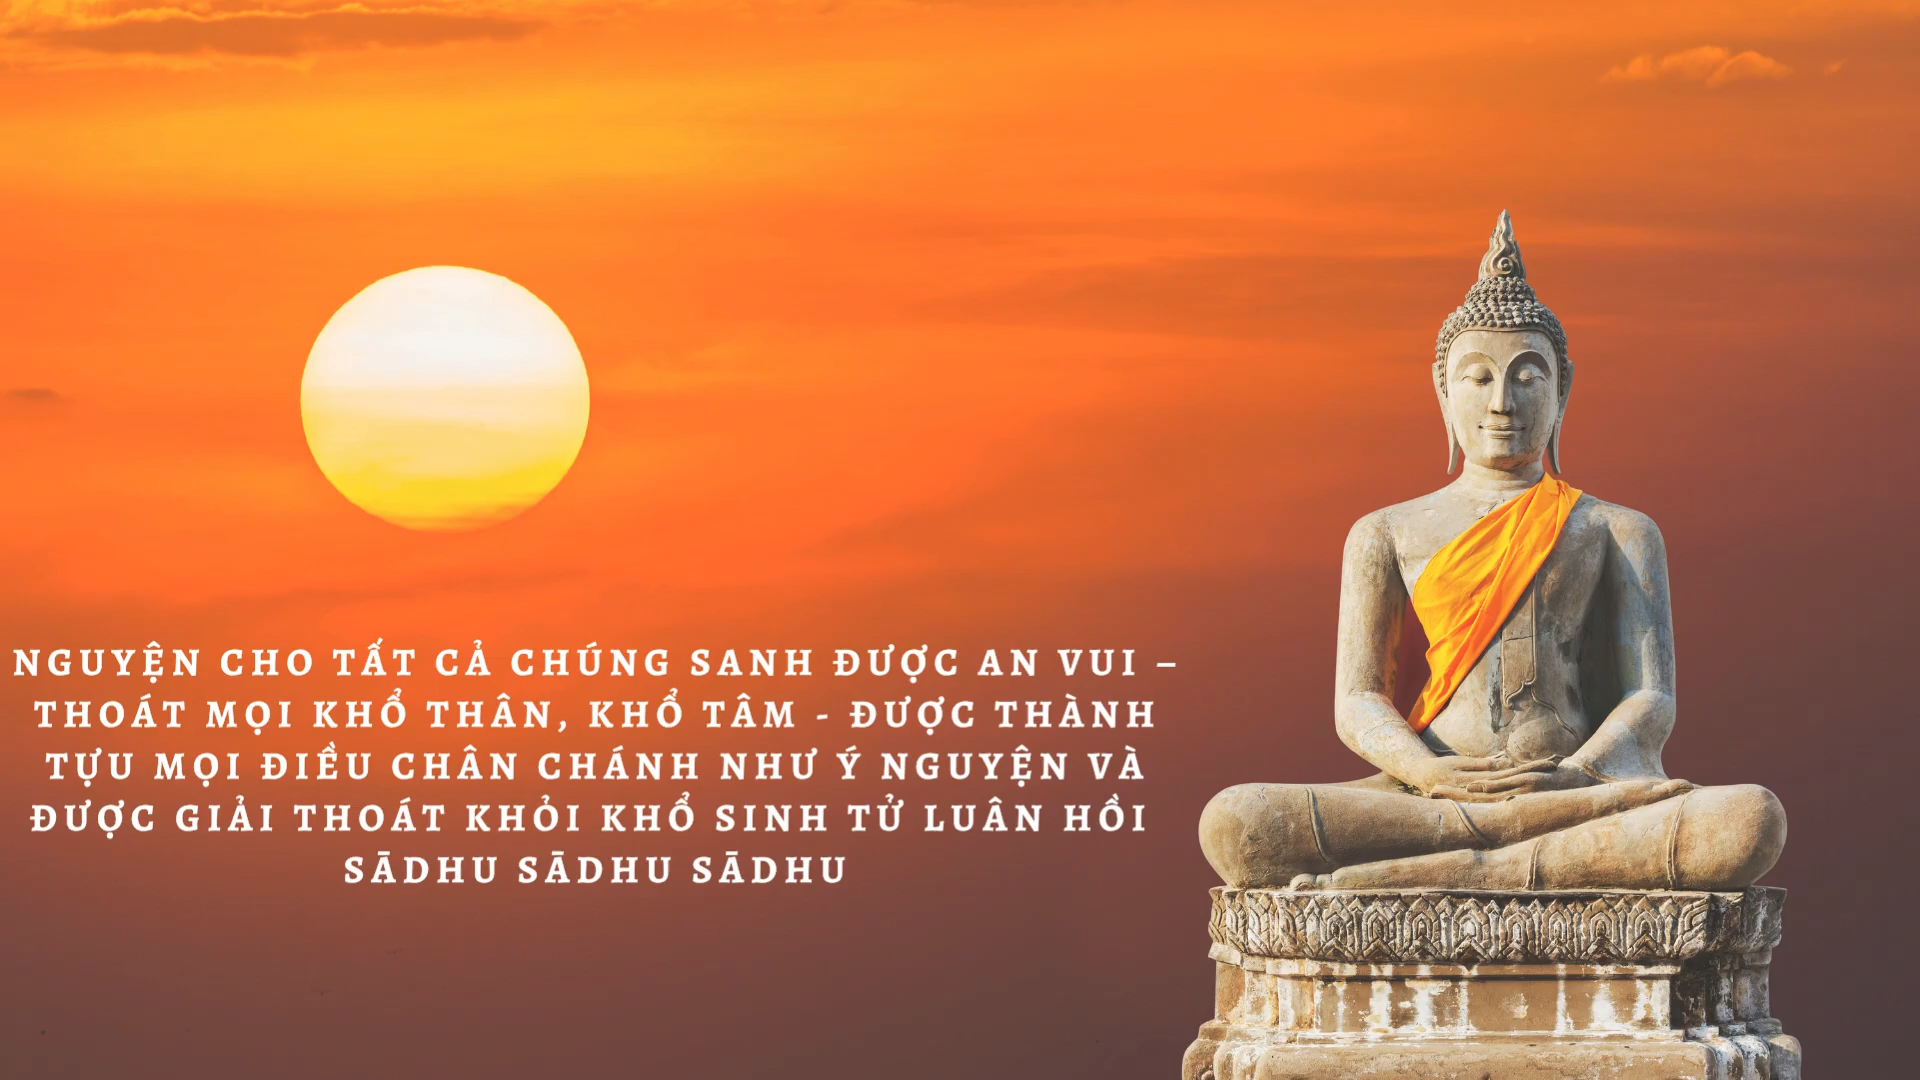 NGUYỆN CHO TẤT CẢ CHÚNG SANH ĐƯỢC AN VUI –
THOÁT MỌI KHỔ THÂN, KHỔ TÂM - ĐƯỢC THÀNH
TỰU MỌI ĐIỀU CHÂN CHÁNH NHƯ Ý NGUYỆN VÀ
ĐƯỢC GIẢI THOÁT KHỎI KHỔ SINH TỬ LUÂN HỒI
SĀDHU SĀDHU SĀDHU